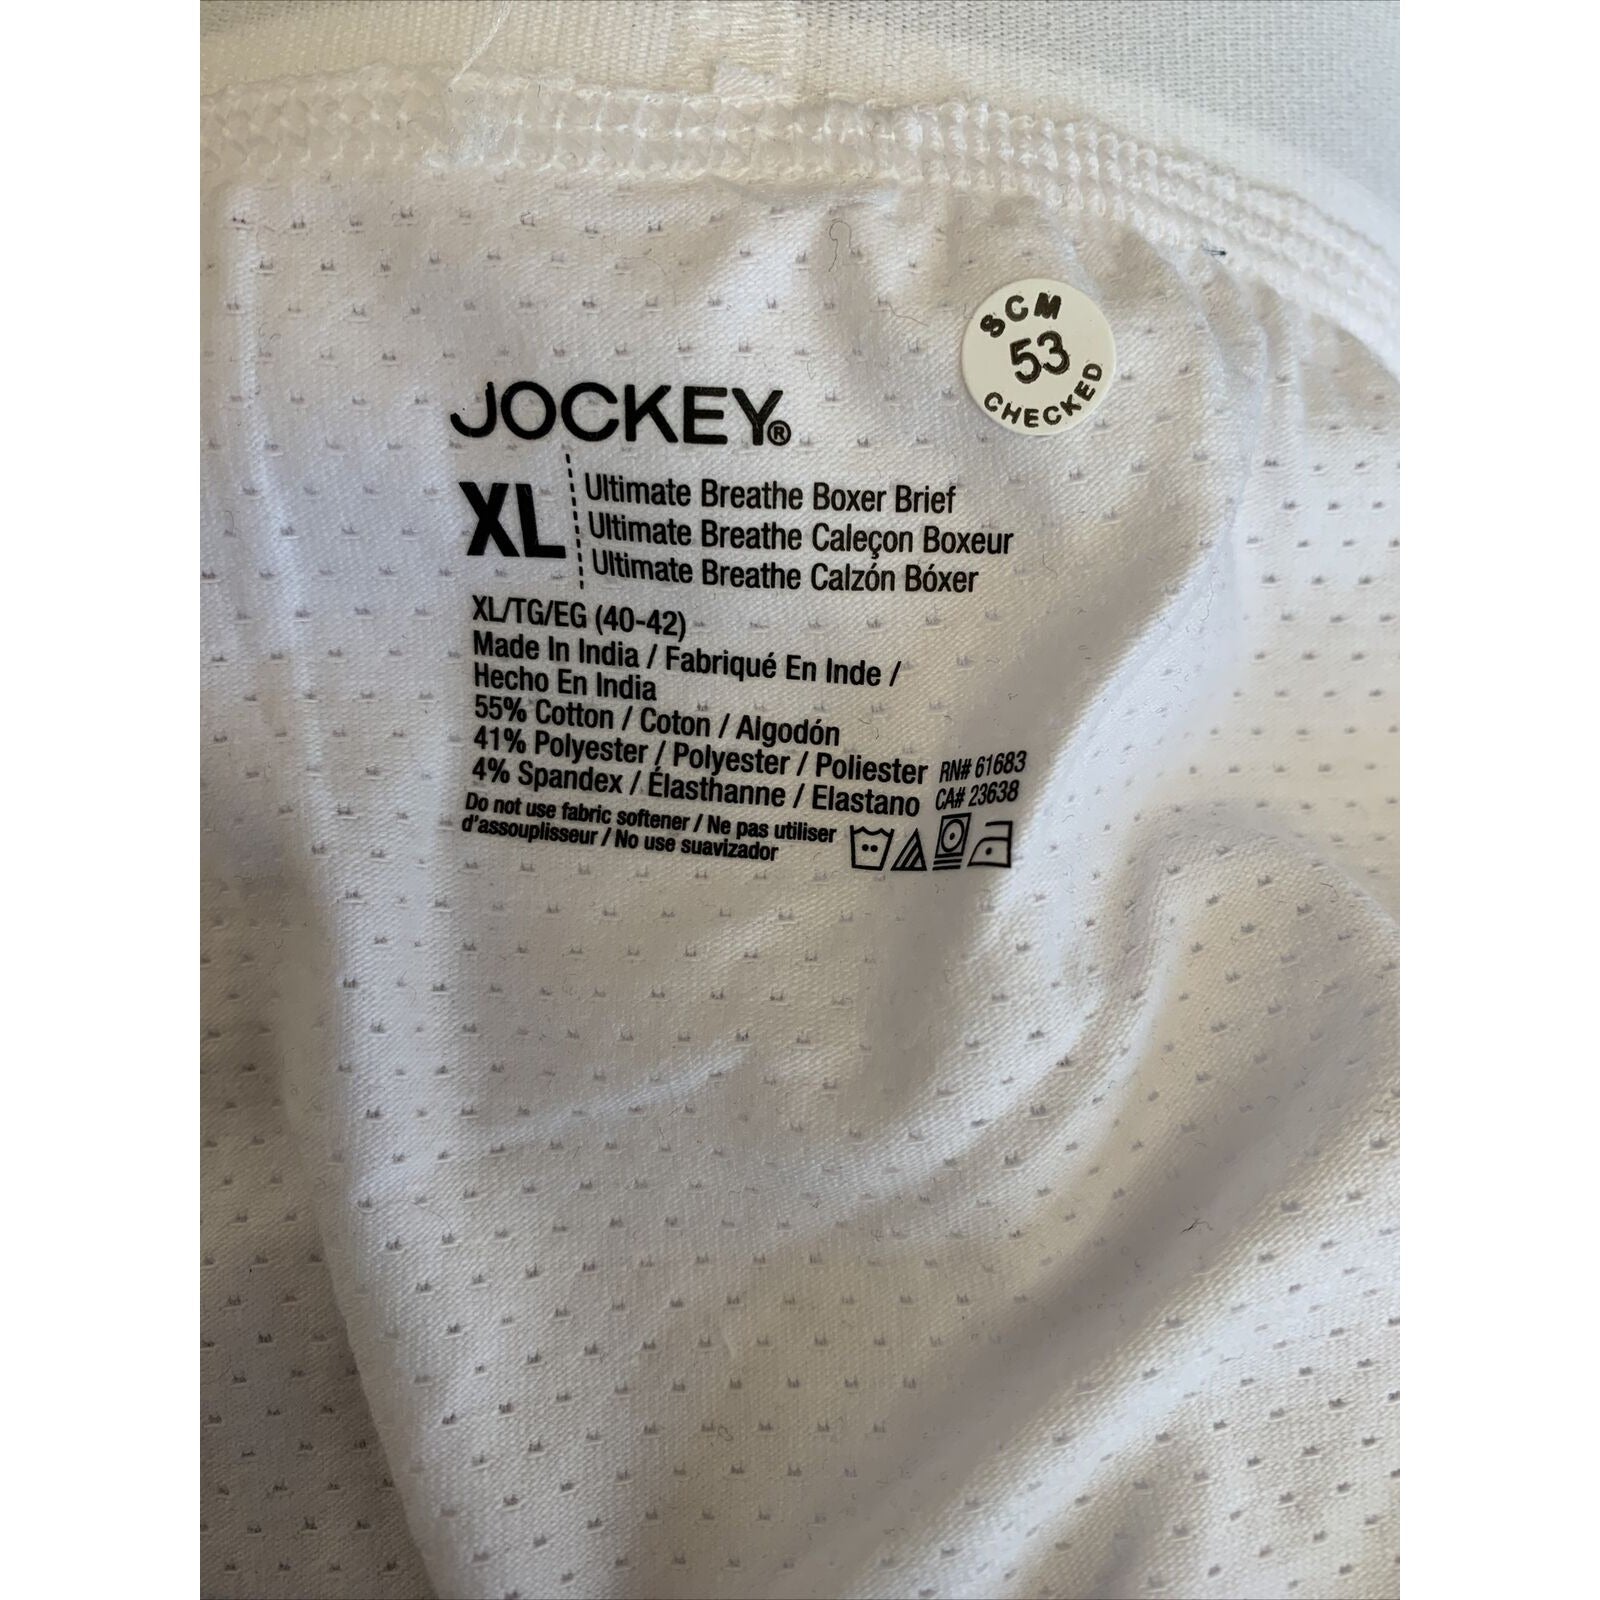 SCM
53
CHECKED
JOCKEY®
XL
Ultimate Breathe Boxer Brief
Ultimate Breathe Caleçon Boxeur
Ultimate Breathe Calzón Bóxer
XL/TG/EG (40-42)
Made In India / Fabriqué En Inde /
Hecho En India
55% Cotton / Coton / Algodón
41% Polyester / Polyester / Poliester
4% Spandex / Élasthanne / Elastano
RN# 61683
CA# 23638
Do not use fabric softener / Ne pas utiliser
d'assouplisseur / No use suavizador